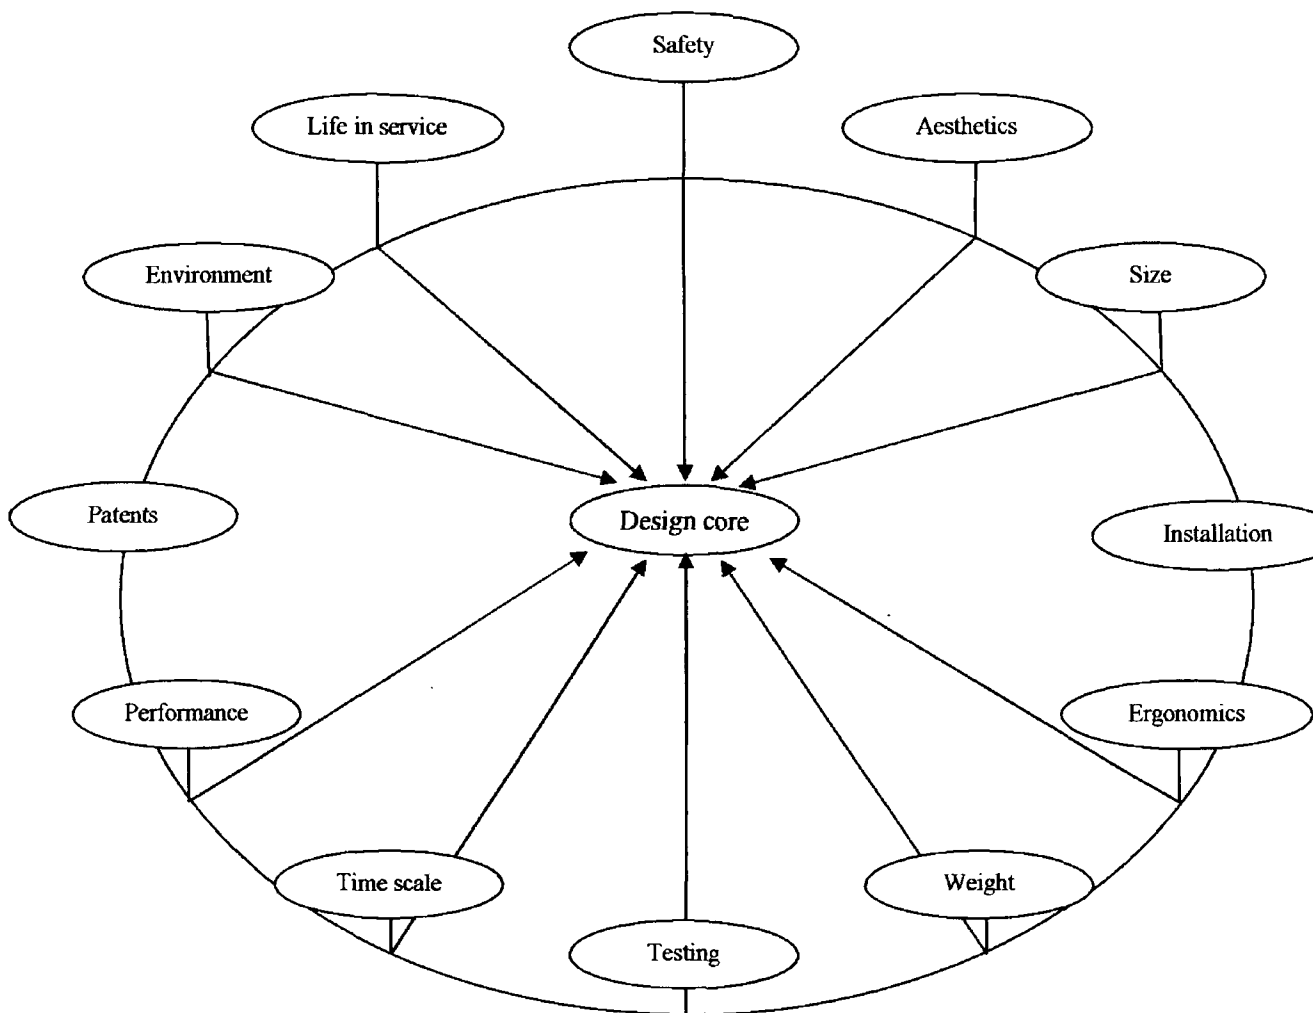 Safety
Life in service
Aesthetics
Environment
Size
Patents
Design core
Installation
Performance
Ergonomics
Time scale
Weight
Testing